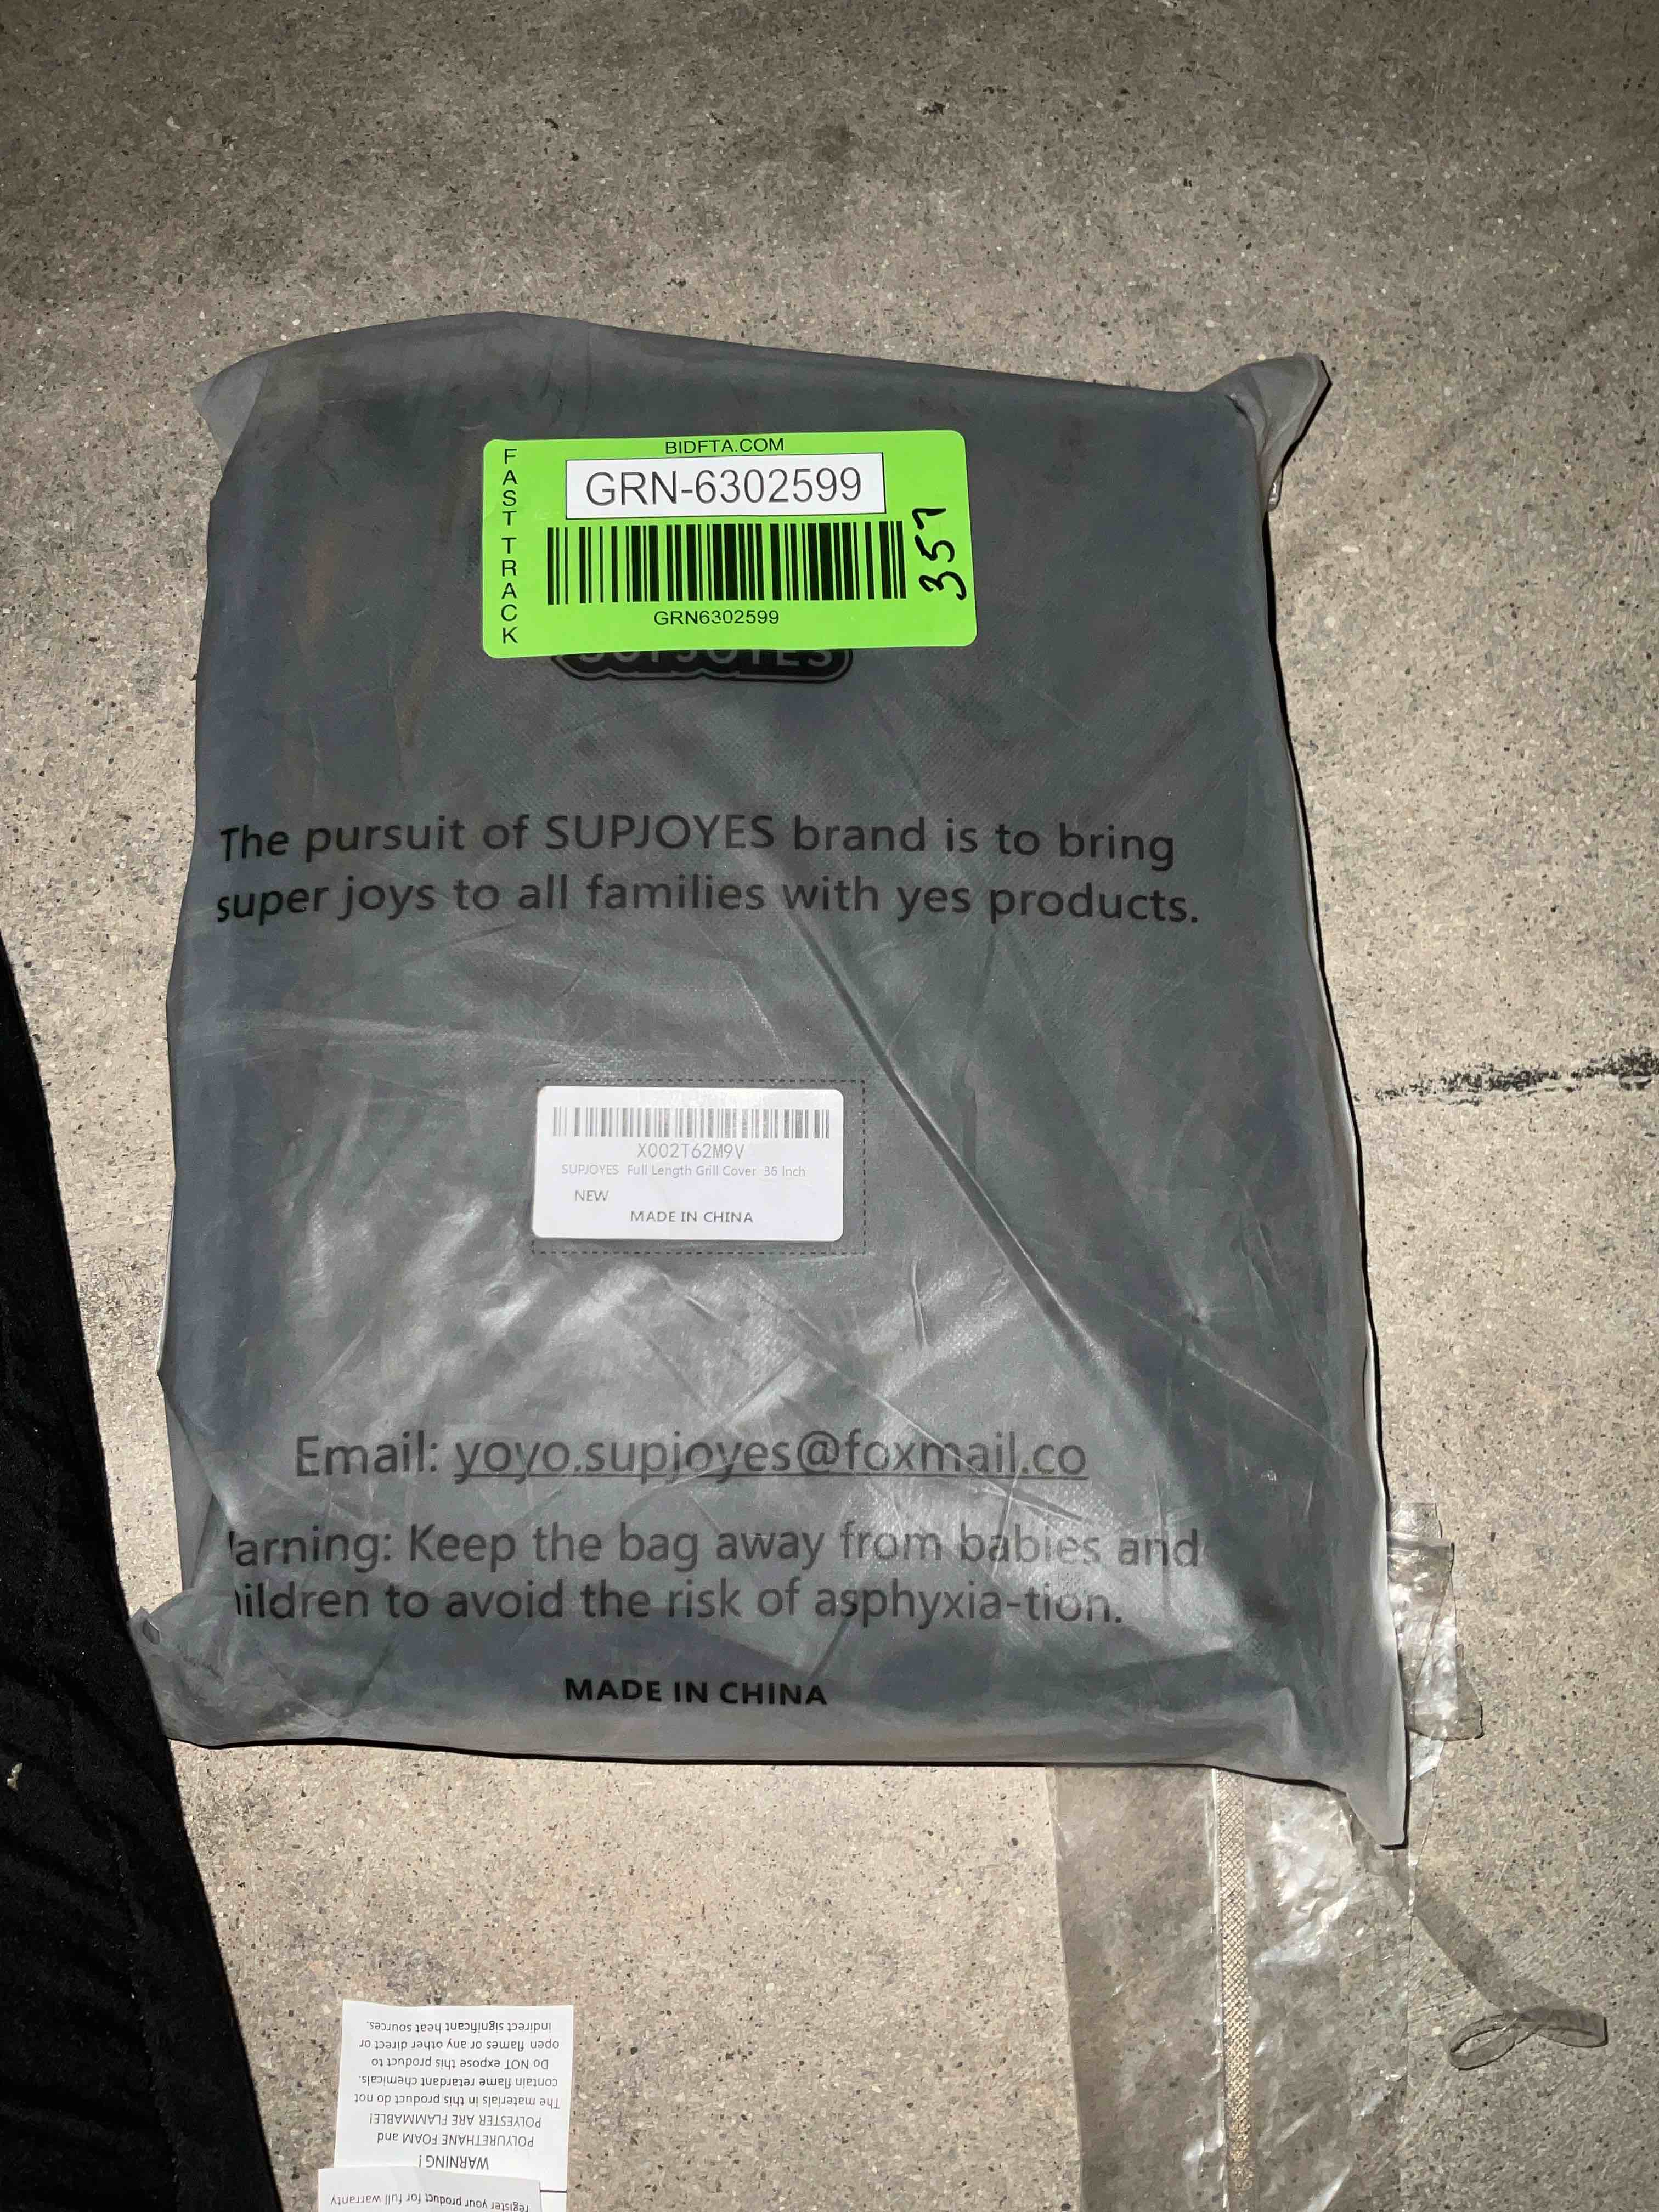 BIDFTA.COM
FAST TRACK
GRN-6302599
357
GRN6302599
SUPJOYES
The pursuit of SUPJOYES brand is to bring
super joys to all families with yes products.
X002T62M9V
SUPJOYES Full Length Grill Cover 36 Inch
NEW
MADE IN CHINA
Email: yoyo.supjoyes@foxmail.co
arning: Keep the bag away from babies and
ildren to avoid the risk of asphyxia-tion.
MADE IN CHINA
register your product for full warranty
WARNING!
POLYURETHANE FOAM and
POLYESTER ARE FLAMMABLE!
The materials in this product do not
contain flame retardant chemicals.
Do NOT expose this product to
open flames or any other direct or
indirect significant heat sources.